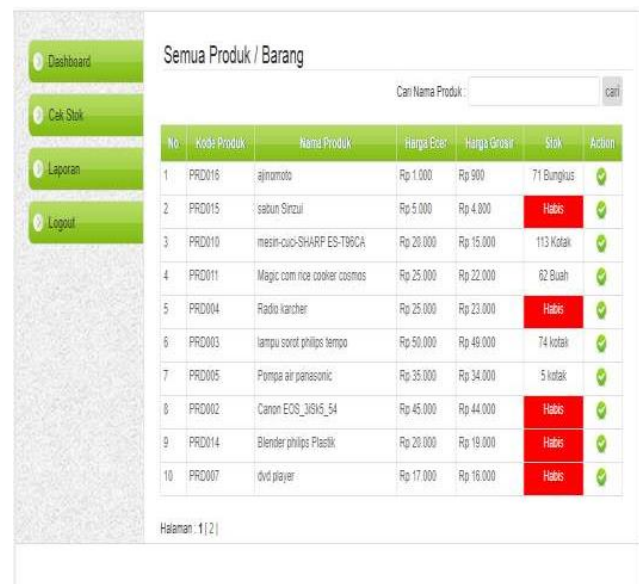 Dashboard
Cek Stok
Laporan
Logout
Semua Produk / Barang
Cari Nama Produk : cari
No Kode Produk Nama Produk Harga Ecer Harga Grosir Stok Action
1 PRD016 ajinomoto Rp 1.000 Rp 900 71 Bungkus
2 PRD015 sabun Sinzui Rp 5.000 Rp 4.800 Habis
3 PRD010 mesin-cuci-SHARP ES-T96CA Rp 20.000 Rp 15.000 113 Kotak
4 PRD011 Magic com rice cooker cosmos Rp 25.000 Rp 22.000 62 Buah
5 PRD004 Radio karcher Rp 25.000 Rp 23.000 Habis
6 PRD003 lampu sorot philips tempo Rp 50.000 Rp 49.000 74 kotak
7 PRD005 Pompa air panasonic Rp 35.000 Rp 34.000 5 kotak
8 PRD002 Canon Rp 45.000 Rp 44.000 Habis
9 PRD014 Blender philips Plastik Rp 20.000 Rp 19.000 Habis
10 PRD007 dvd player Rp 17.000 Rp 16.000 Habis
Halaman : 1 | 2 |